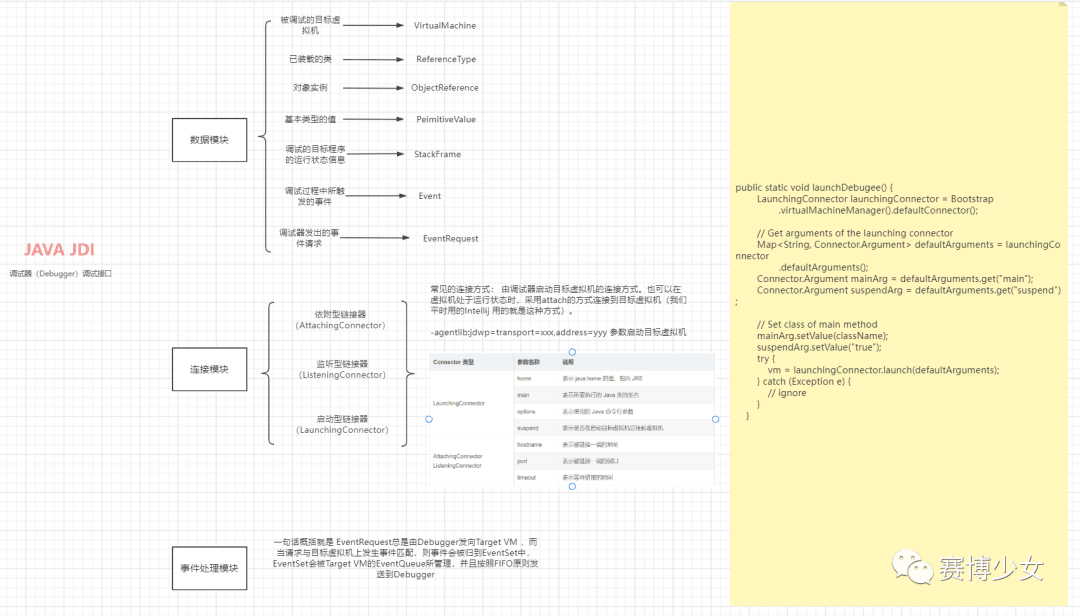 JAVA JDI
调试器（Debugger）调试接口
数据模块
被调试的目标虚
拟机
VirtualMachine
已装载的类
ReferenceType
对象实例
ObjectReference
基本类型的值
PeimitiveValue
调试的目标程序
的运行状态信息
StackFrame
调试过程中所触
发的事件
Event
调试器发出的事
件请求
EventRequest
连接模块
依附型链接器
（AttachingConnector）
监听型链接器
（ListeningConnector）
启动型链接器
（LaunchingConnector）
常见的连接方式： 由调试器启动目标虚拟机的连接方式。也可以在
虚拟机处于运行状态时，采用attach的方式连接到目标虚拟机（我们
平时用的Intellij 用的就是这种方式）。
-agentlib:jdwp=transport=xxx,address=yyy 参数启动目标虚拟机
Connector 类型 参数名称 说明
LaunchingConnector
home 表示 java.home 的值，指向 JRE
main 表示所要执行的 Java 类的类名
options 表示使用的 Java 命令行参数
suspend 表示是否在启动目标虚拟机后挂起虚拟机
AttachingConnector
ListeningConnector
hostname 表示被链接一端的地址
port 表示被链接一端的端口
timeout 表示等待链接的时间
事件处理模块
一句话概括就是 EventRequest总是由Debugger发向Target VM ，而
当请求与目标虚拟机上发生事件匹配，则事件会被归到EventSet中，
EventSet会被Target VM的EventQueue所管理，并且按照FIFO原则发
送到Debugger
public static void launchDebugee() {
LaunchingConnector launchingConnector = Bootstrap
.virtualMachineManager().defaultConnector();
// Get arguments of the launching connector
Map<String, Connector.Argument> defaultArguments = launchingCo
nnector
.defaultArguments();
Connector.Argument mainArg = defaultArguments.get("main");
Connector.Argument suspendArg = defaultArguments.get("suspend")
;
// Set class of main method
mainArg.setValue(className);
suspendArg.setValue("true");
try {
vm = launchingConnector.launch(defaultArguments);
} catch (Exception e) {
// ignore
}
}
赛博少女